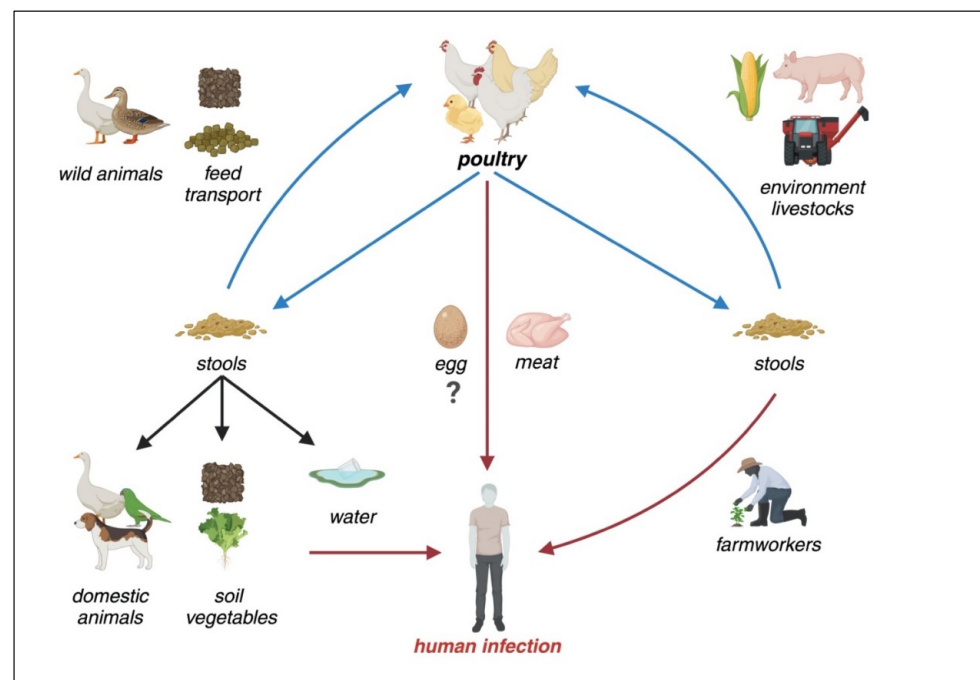 poultry
wild animals
feed
transport
environment
livestocks
egg
?
meat
stools
stools
water
farmworkers
domestic
animals
soil
vegetables
human infection